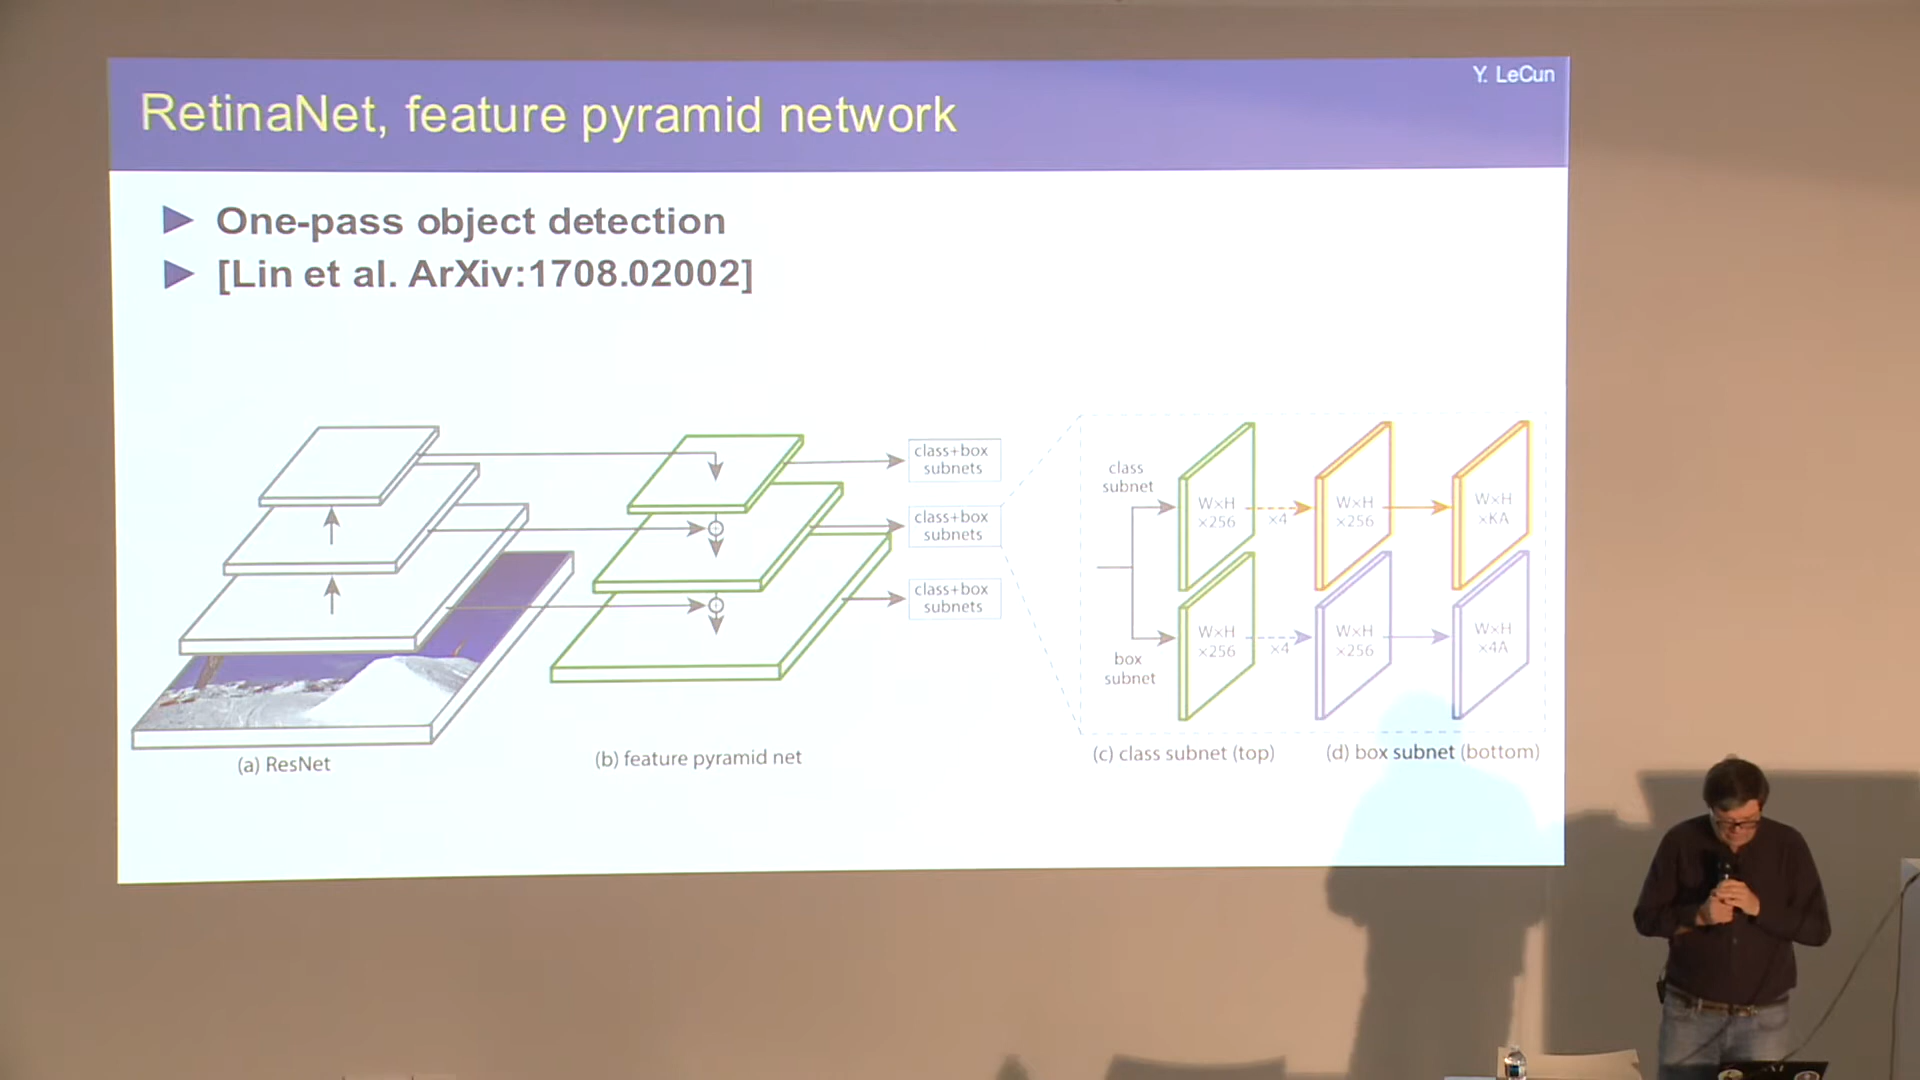 Y. LeCun
RetinaNet, feature pyramid network
One-pass object detection
[Lin et al. ArXiv:1708.02002]
class+box
subnets
class+box
subnets
class+box
subnets
class
subnet
W×H
×256
×4
W×H
×256
W×H
×KA
box
subnet
W×H
×256
×4
W×H
×256
W×H
×4A
(a) ResNet
(b) feature pyramid net
(c) class subnet (top)
(d) box subnet (bottom)